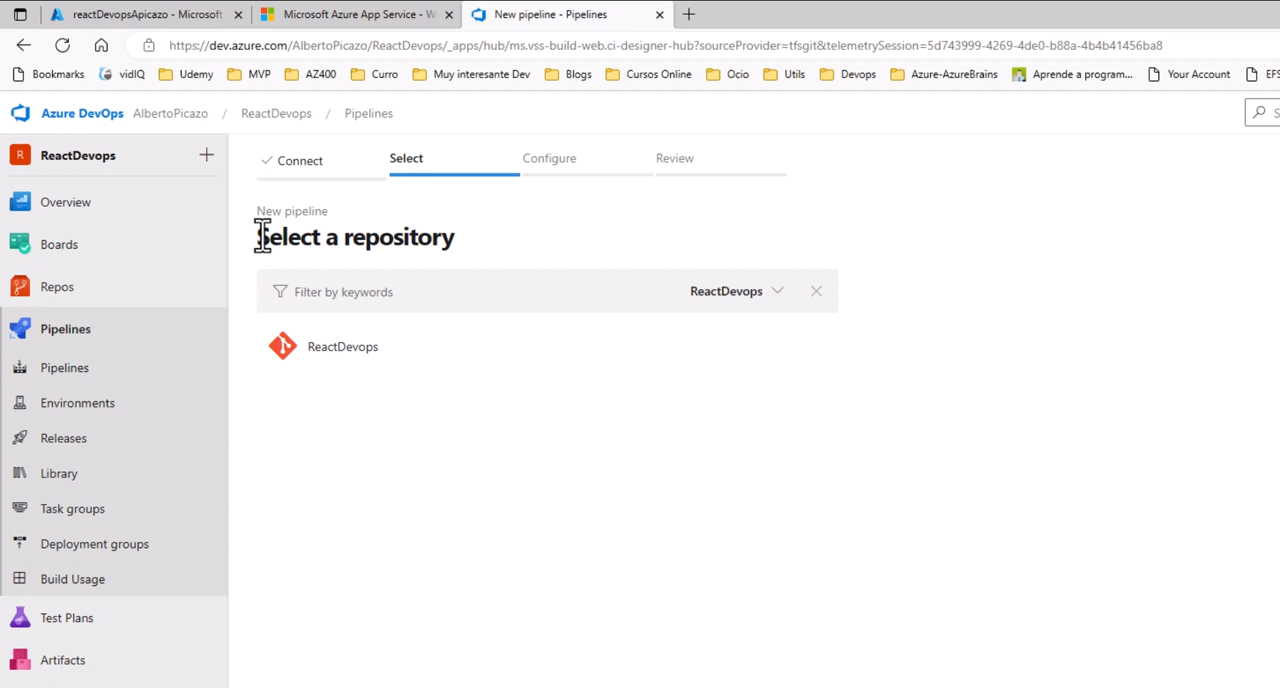 reactDevopsApicazo - Microsoft
Microsoft Azure App Service - W
New pipeline - Pipelines
https://dev.azure.com/AlbertoPicazo/ReactDevops/_apps/hub/ms.vss-build-web.ci-designer-hub?sourceProvider=tfsgit&telemetrySession=5d743999-4269-4de0-b88a-4b4b41456ba8
Bookmarks vidIQ Udemy MVP AZ400 Curro Muy interesante Dev Blogs Cursos Online Ocio Utils Devops Azure-AzureBrains Aprende a program... Your Account EFS
Azure DevOps AlbertoPicazo / ReactDevops / Pipelines
S
R ReactDevops
Overview
Boards
Repos
Pipelines
Pipelines
Environments
Releases
Library
Task groups
Deployment groups
Build Usage
Test Plans
Artifacts
Connect Select Configure Review
New pipeline
Select a repository
Filter by keywords ReactDevops
ReactDevops